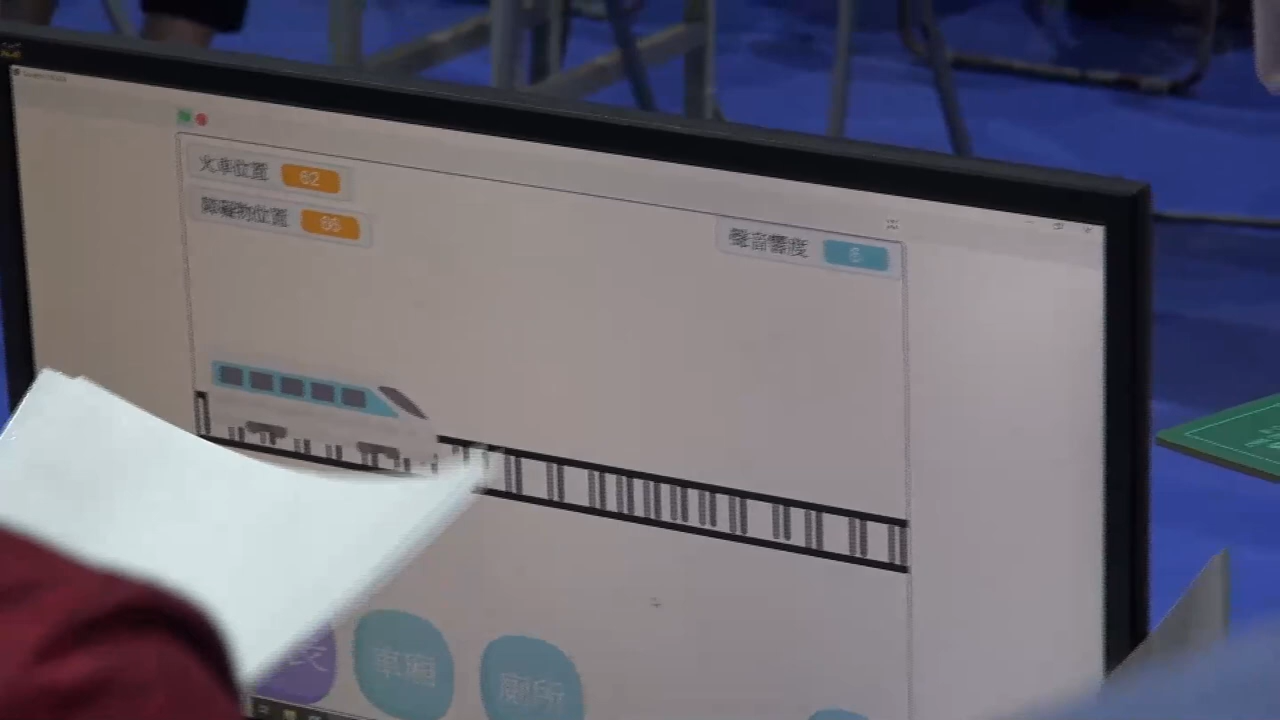 火車位置 62
障礙物位置
聲音響度 6
車廂
廁所